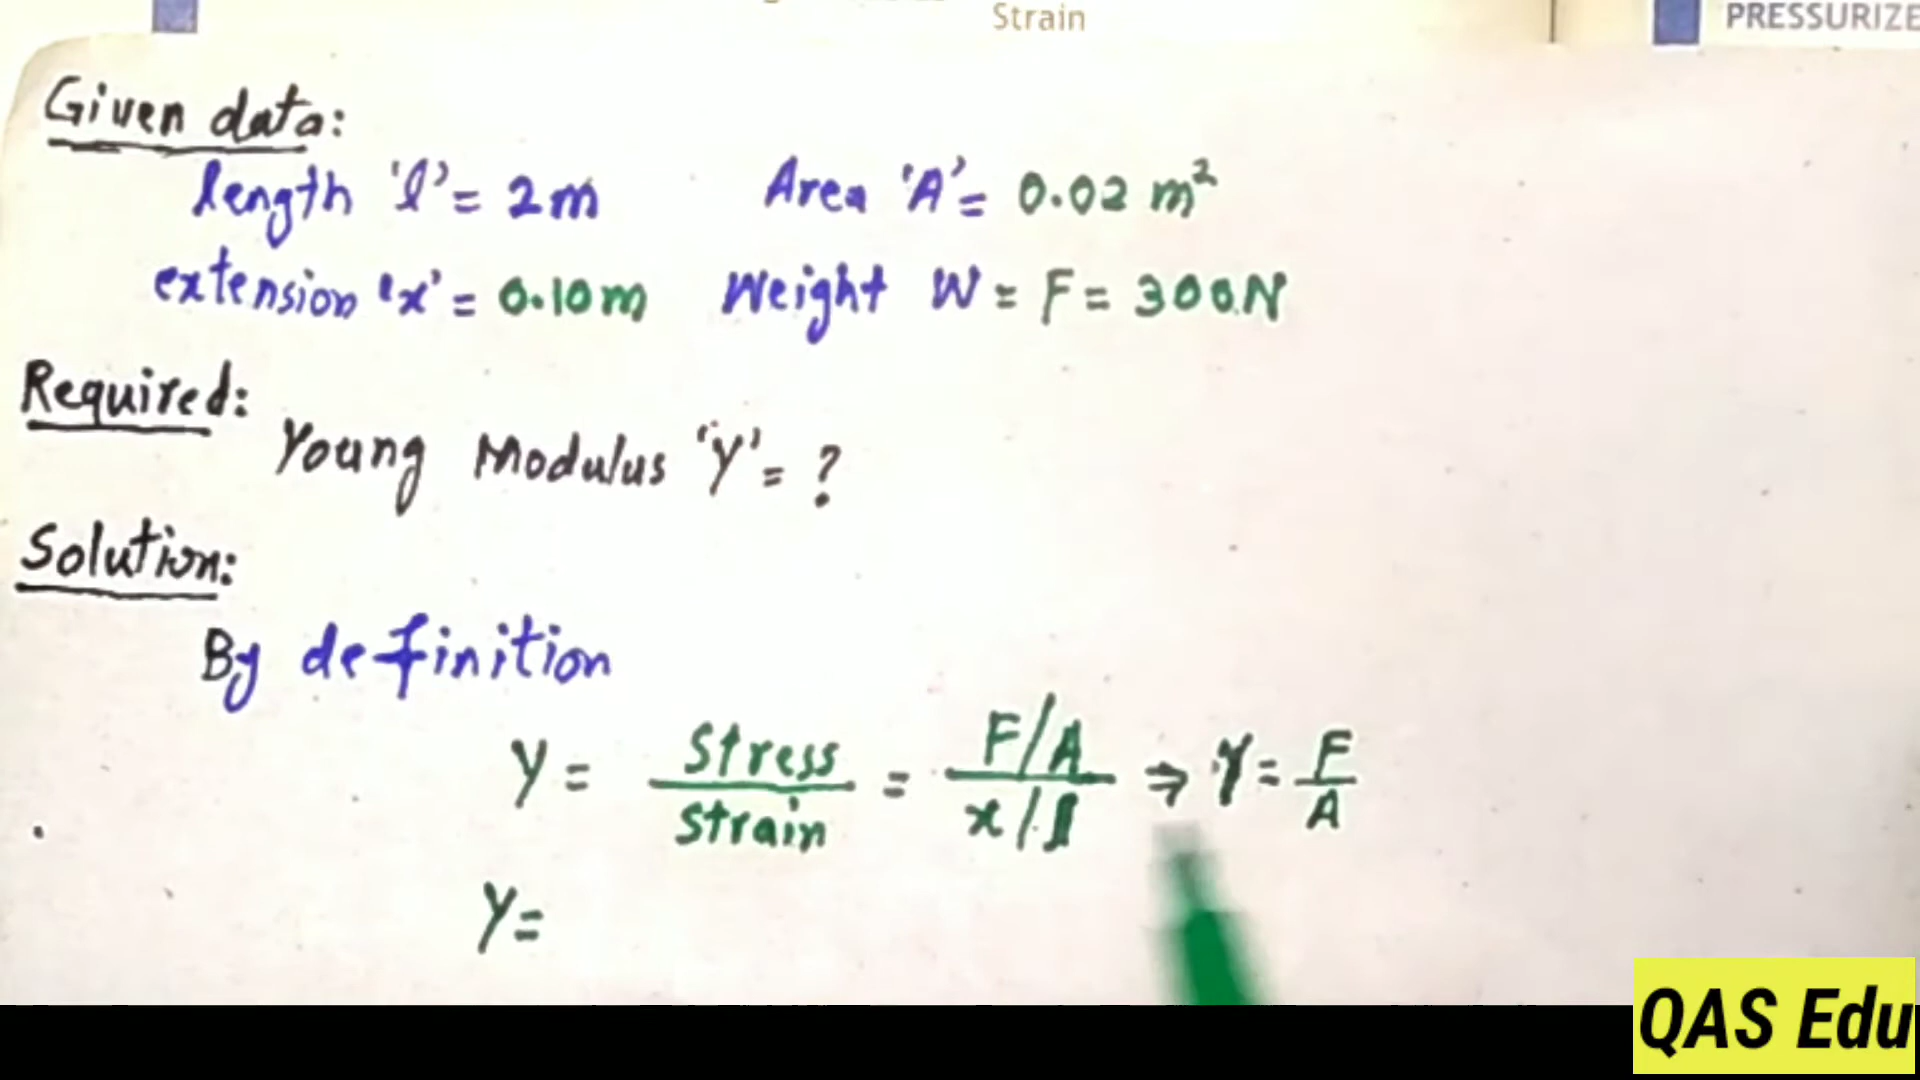 Strain
PRESSURIZE
Given data:
length 'l' = 2m Area 'A' = 0.02 m²
extension 'x' = 0.10m Weight W = F = 300N
Required:
Young Modulus 'Y' = ?
Solution:
By definition
Y = Stress/Strain = F/A / x/l ⇒ Y = F/A
Y =
QAS Edu